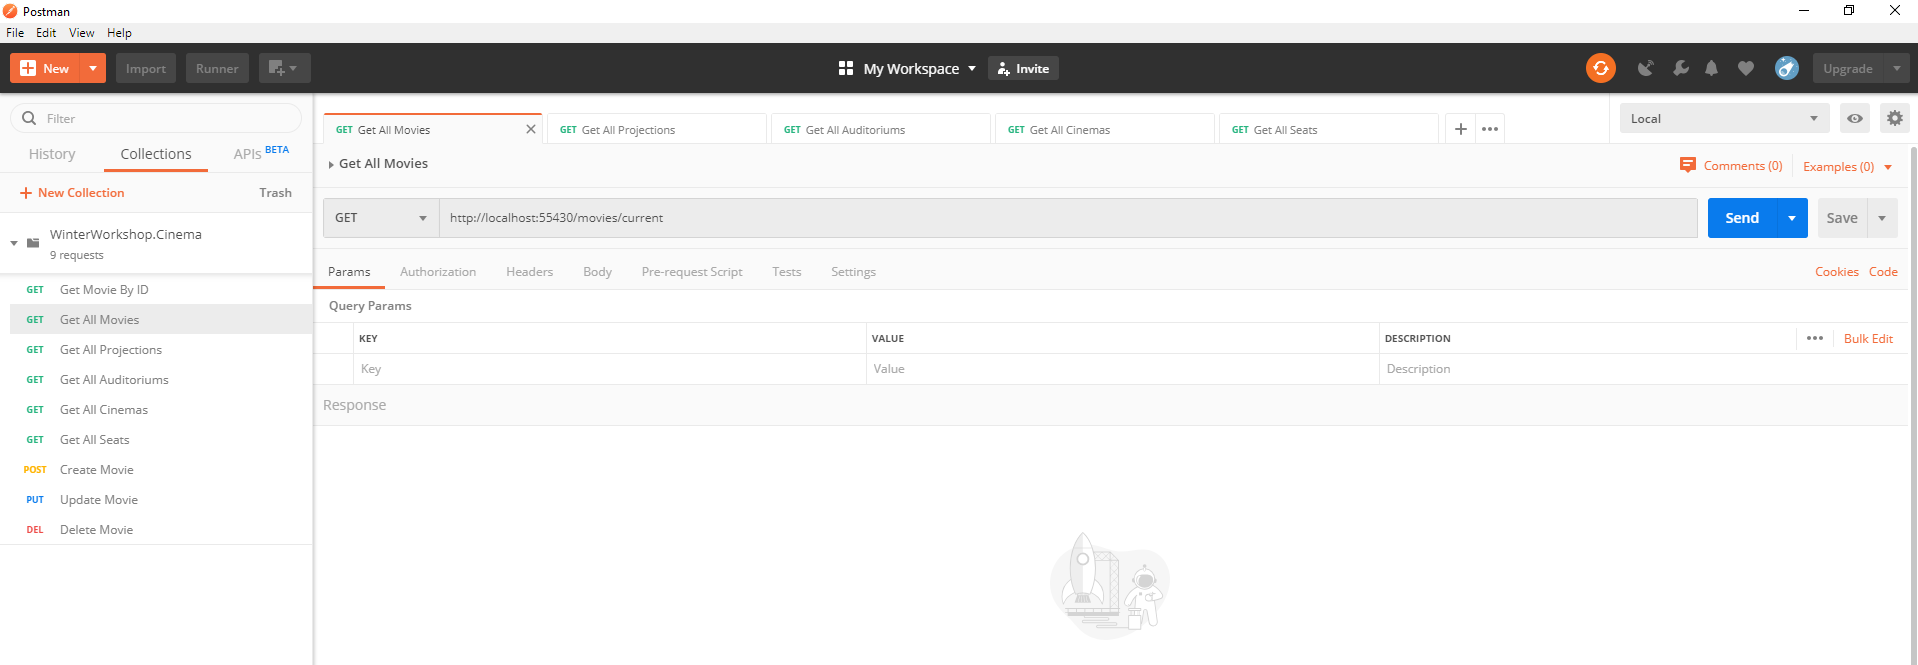 Postman
File Edit View Help
New Import Runner My Workspace Invite Upgrade
Filter
History Collections APIs BETA
+ New Collection Trash
WinterWorkshop.Cinema
9 requests
GET Get Movie By ID
GET Get All Movies
GET Get All Projections
GET Get All Auditoriums
GET Get All Cinemas
GET Get All Seats
POST Create Movie
PUT Update Movie
DEL Delete Movie
GET Get All Movies GET Get All Projections GET Get All Auditoriums GET Get All Cinemas GET Get All Seats Local
Get All Movies Comments (0) Examples (0)
GET http://localhost:55430/movies/current Send Save
Params Authorization Headers Body Pre-request Script Tests Settings Cookies Code
Query Params
KEY VALUE DESCRIPTION Bulk Edit
Key Value Description
Response